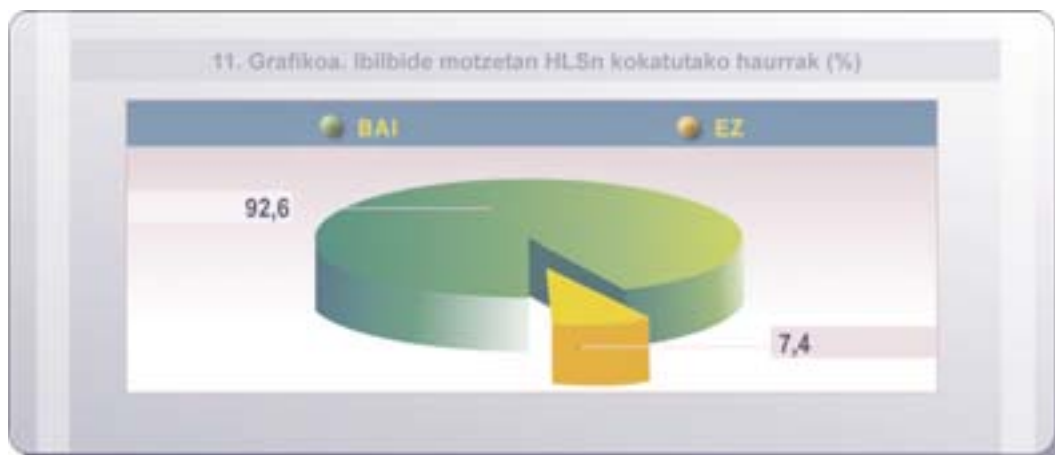 11. Grafikoa. Ibilbide motzetan HLSn kokatutako haurrak (%)
BAI EZ
92,6
7,4